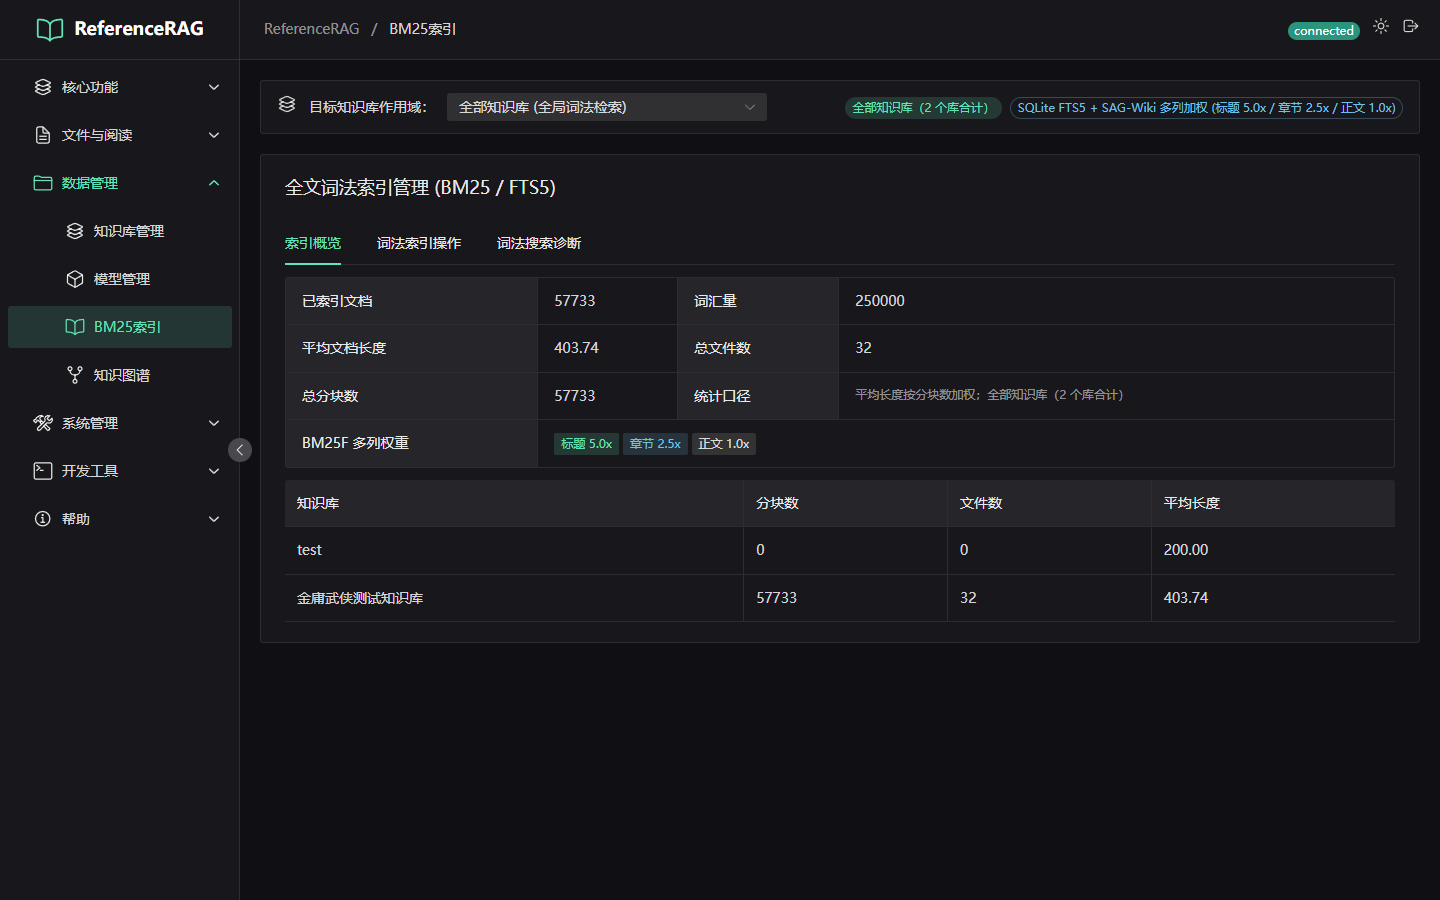 ReferenceRAG
ReferenceRAG / BM25索引
connected
核心功能
文件与阅读
数据管理
知识库管理
模型管理
BM25索引
知识图谱
系统管理
开发工具
帮助
目标知识库作用域：
全部知识库 (全局词法检索)
全部知识库（2 个库合计）
SQLite FTS5 + SAG-Wiki 多列加权 (标题 5.0x / 章节 2.5x / 正文 1.0x)
全文词法索引管理 (BM25 / FTS5)
索引概览 词法索引操作 词法搜索诊断
已索引文档 57733 词汇量 250000
平均文档长度 403.74 总文件数 32
总分块数 57733 统计口径 平均长度按分块数加权；全部知识库（2 个库合计）
BM25F 多列权重 标题 5.0x 章节 2.5x 正文 1.0x
知识库 分块数 文件数 平均长度
test 0 0 200.00
金庸武侠测试知识库 57733 32 403.74